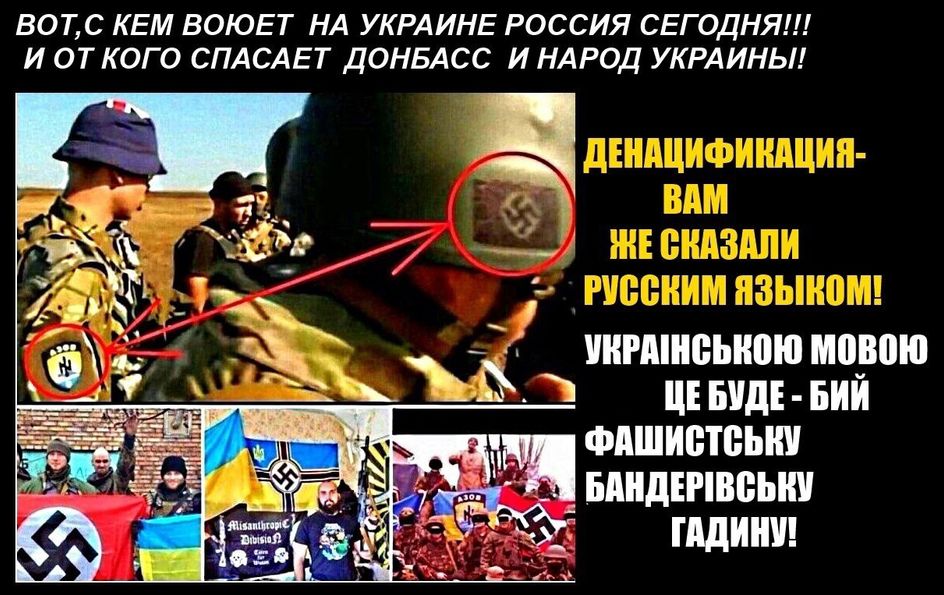 ВОТ,С КЕМ ВОЮЕТ НА УКРАИНЕ РОССИЯ СЕГОДНЯ!!!
И ОТ КОГО СПАСАЕТ ДОНБАСС И НАРОД УКРАИНЫ!
ДЕНАЦИФИКАЦИЯ-
ВАМ
ЖЕ СКАЗАЛИ
РУССКИМ ЯЗЫКОМ!
УКРАІНСЬКОЮ МОВОЮ
ЦЕ БУДЕ - БИЙ
ФАШИСТСЬКУ
БАНДЕРІВСЬКУ
ГАДИНУ!
АЗОВ
Misanthropic
Division
АЗОВ